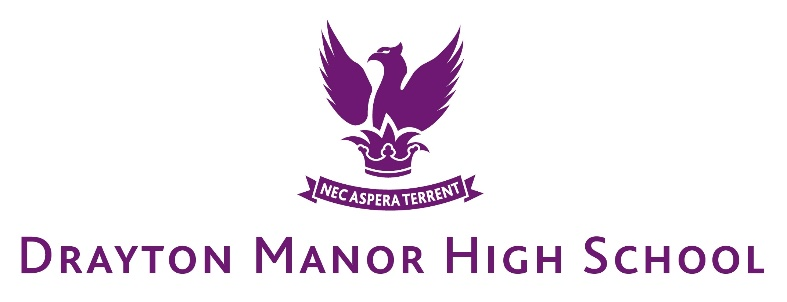 NEC ASPERA TERRENT
DRAYTON MANOR HIGH SCHOOL